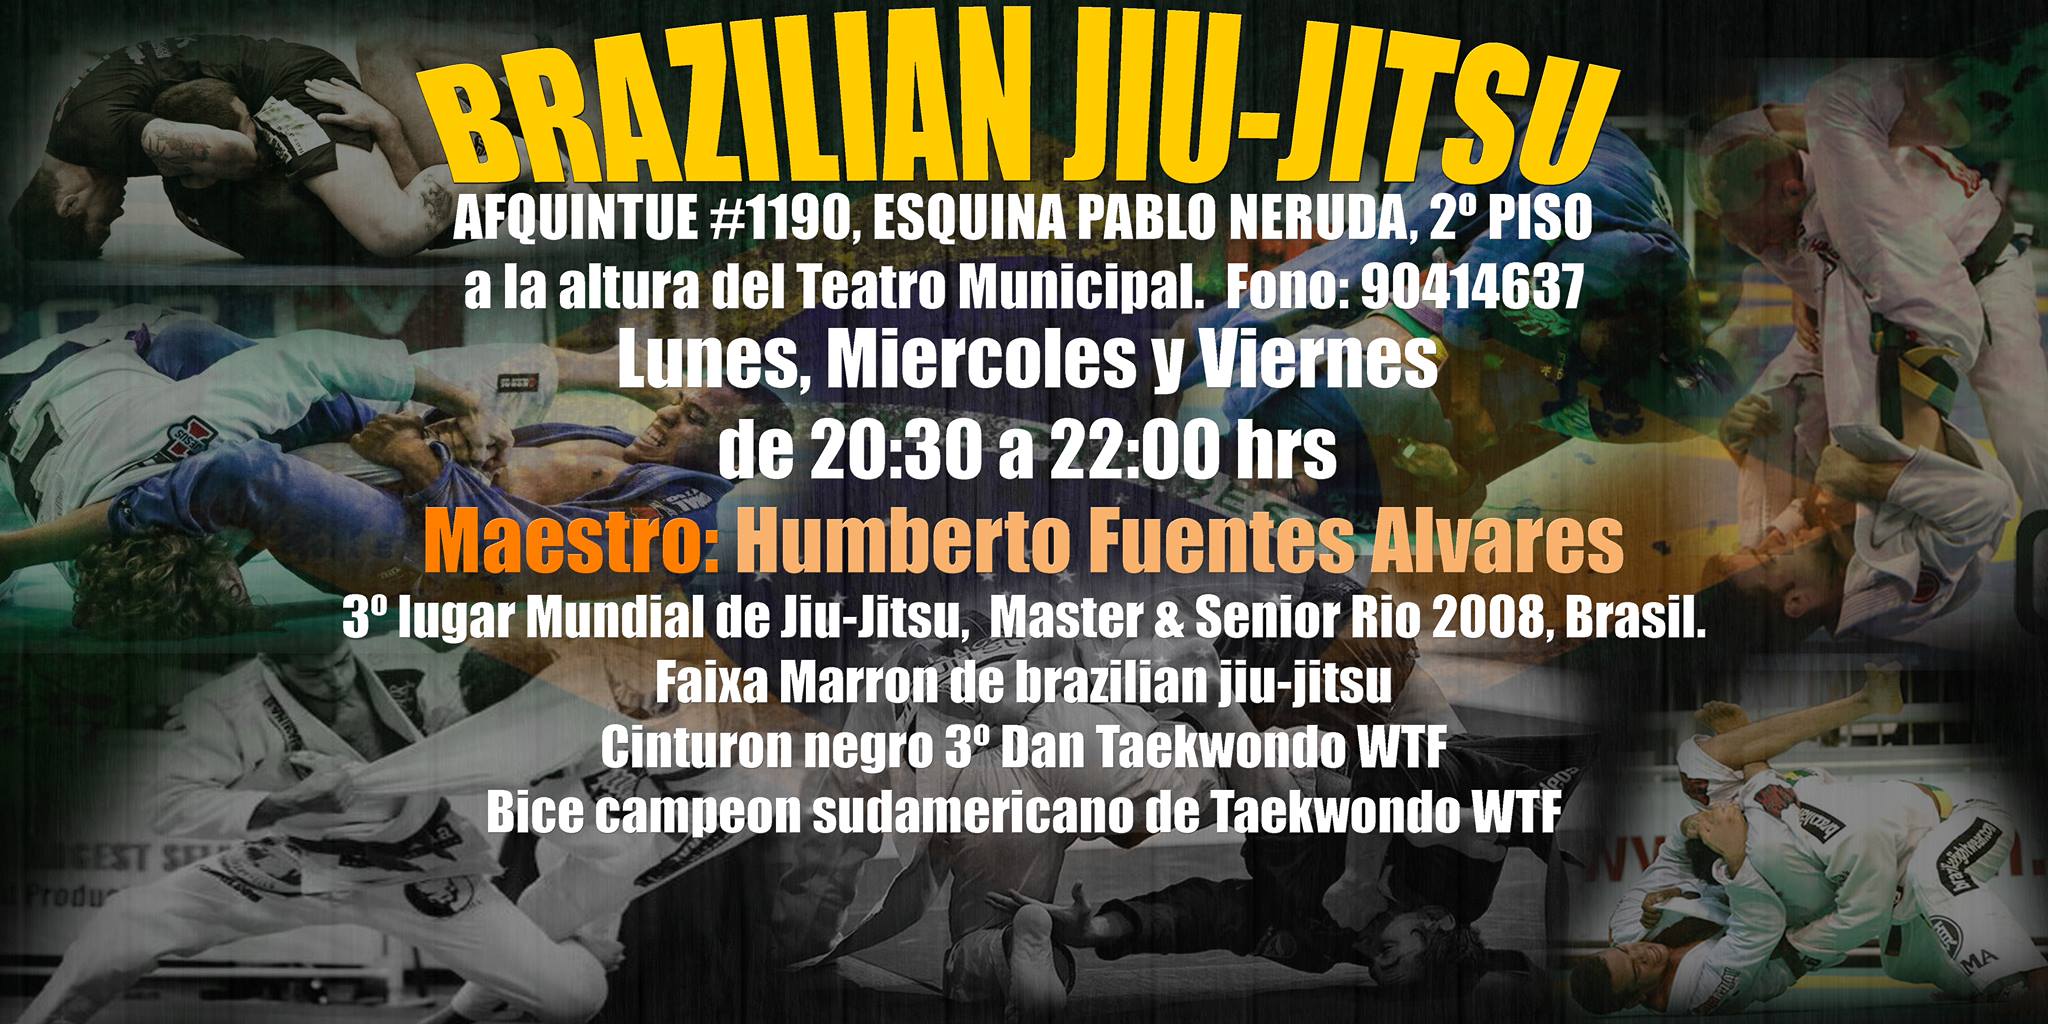 BRAZILIAN JIU-JITSU
AFQUINTUE #1190, ESQUINA PABLO NERUDA, 2º PISO
a la altura del Teatro Municipal. Fono: 90414637
Lunes, Miercoles y Viernes
de 20:30 a 22:00 hrs
Maestro: Humberto Fuentes Alvares
3º lugar Mundial de Jiu-Jitsu, Master & Senior Rio 2008, Brasil.
Faixa Marron de brazilian jiu-jitsu
Cinturon negro 3º Dan Taekwondo WTF
Bice campeon sudamericano de Taekwondo WTF